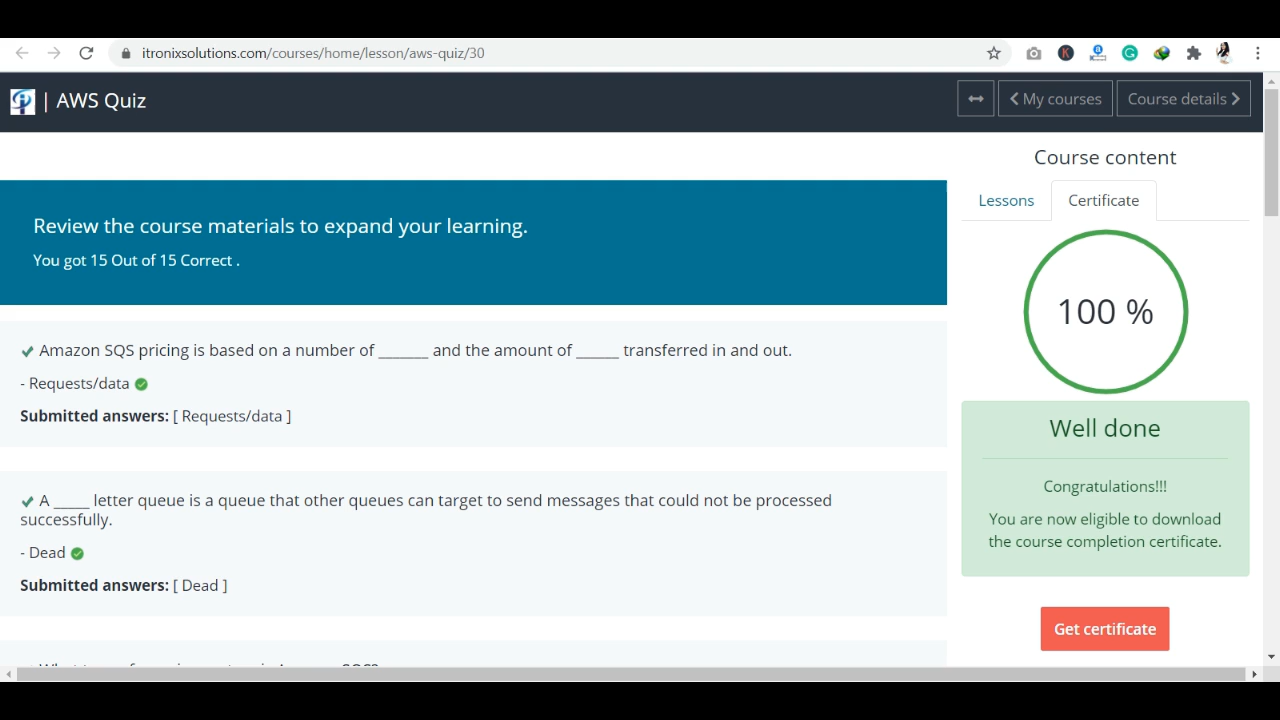 itronixsolutions.com/courses/home/lesson/aws-quiz/30
| AWS Quiz
My courses
Course details
Course content
Lessons
Certificate
100 %
Well done
Congratulations!!!
You are now eligible to download
the course completion certificate.
Get certificate
Review the course materials to expand your learning.
You got 15 Out of 15 Correct .
Amazon SQS pricing is based on a number of _______ and the amount of ______ transferred in and out.
- Requests/data
Submitted answers: [ Requests/data ]
A _____ letter queue is a queue that other queues can target to send messages that could not be processed
successfully.
- Dead
Submitted answers: [ Dead ]